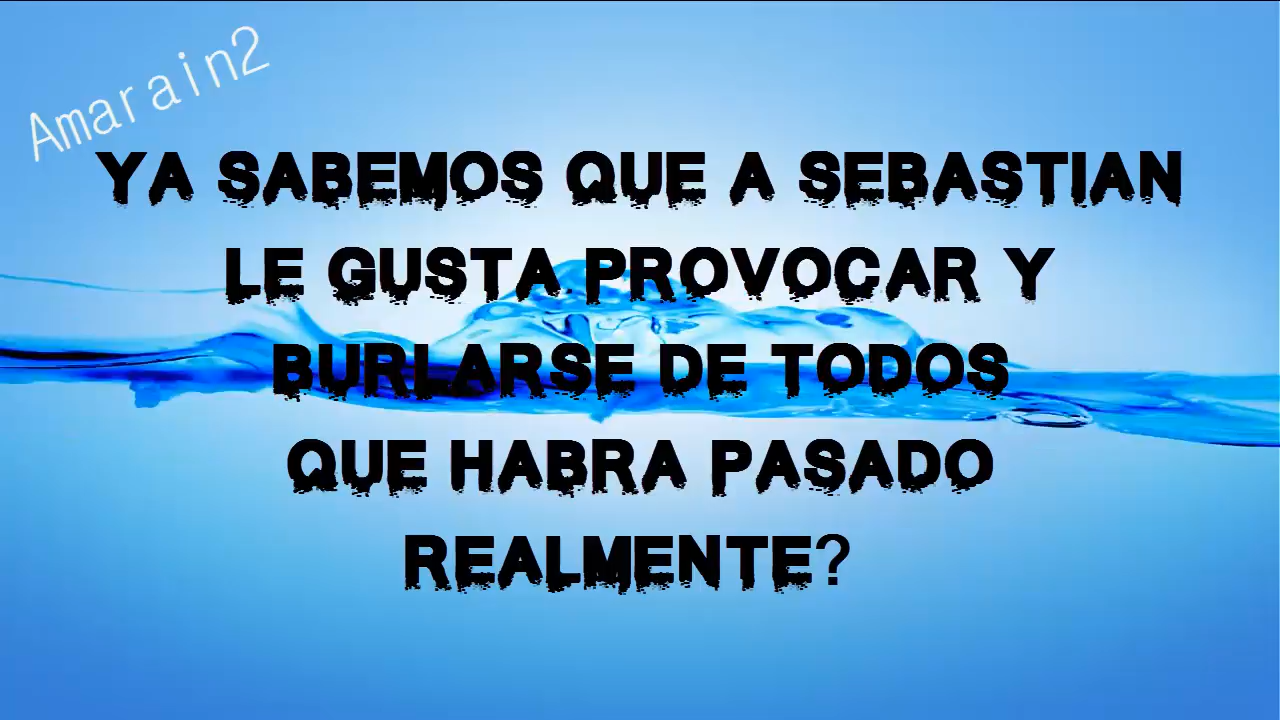 Amarain2
YA SABEMOS QUE A SEBASTIAN
LE GUSTA PROVOCAR Y
BURLARSE DE TODOS
QUE HABRA PASADO
REALMENTE?